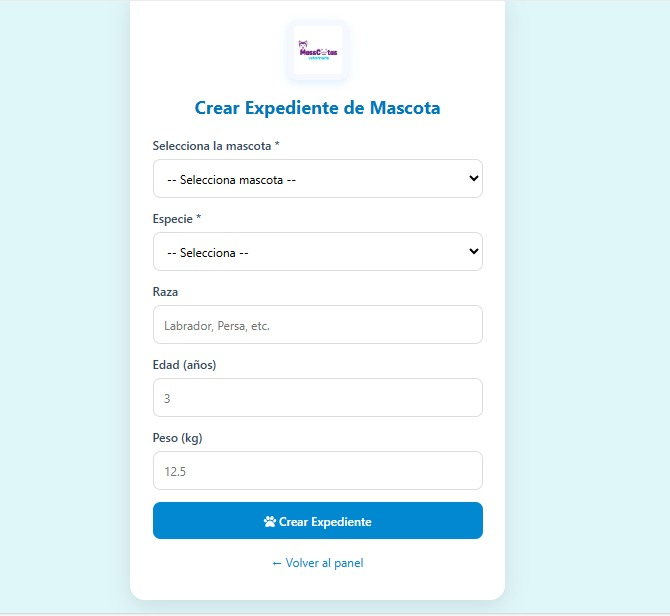 MassCotas
veterinaria
Crear Expediente de Mascota
Selecciona la mascota *
-- Selecciona mascota --
Especie *
-- Selecciona --
Raza
Labrador, Persa, etc.
Edad (años)
3
Peso (kg)
12.5
Crear Expediente
← Volver al panel